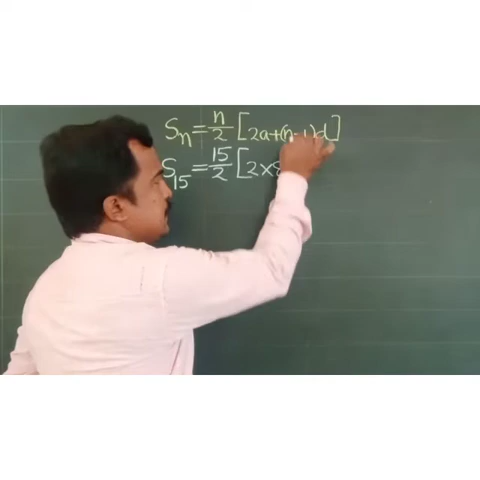 Sn = n/2 [2a+(n-1)d]
S15 = 15/2 [2×